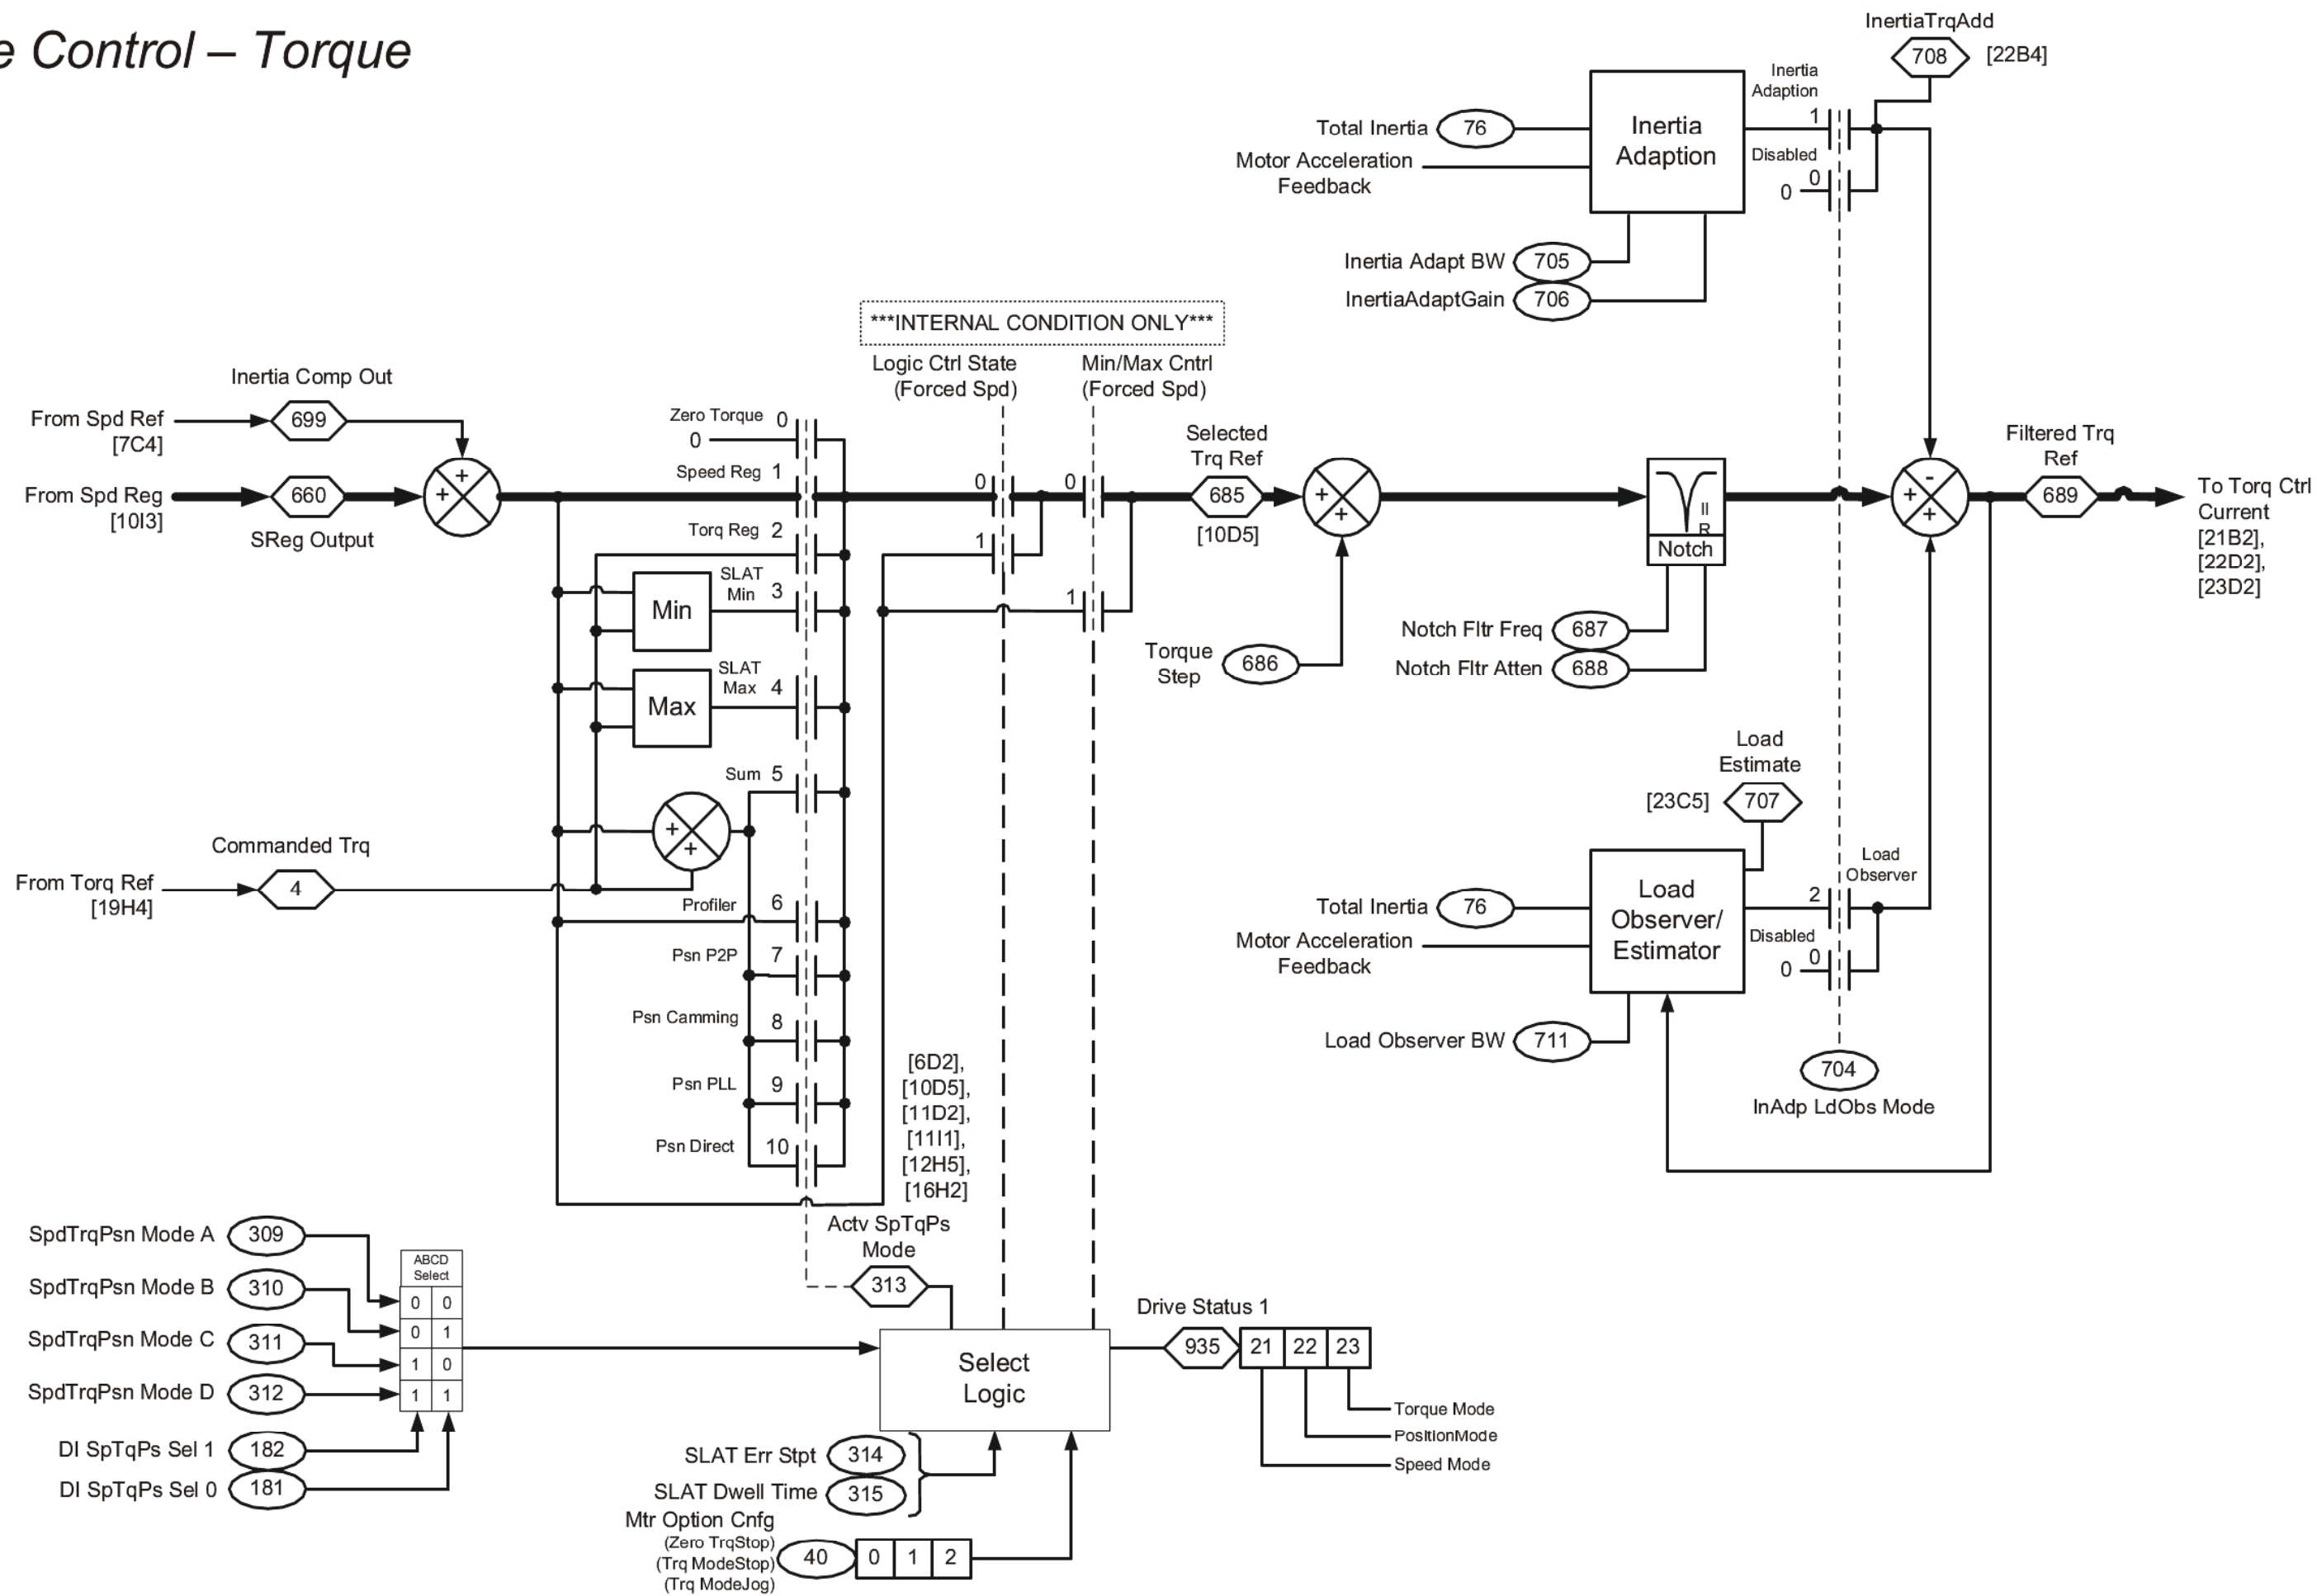 e Control – Torque
InertiaTrqAdd
708
[22B4]
Inertia
Adaption
1
Disabled
0
0
Total Inertia
76
Motor Acceleration
Feedback
Inertia
Adaption
Inertia Adapt BW
705
InertiaAdaptGain
706
***INTERNAL CONDITION ONLY***
Logic Ctrl State
(Forced Spd)
Min/Max Cntrl
(Forced Spd)
Inertia Comp Out
From Spd Ref
[7C4]
699
From Spd Reg
[10I3]
660
SReg Output
+
+
Zero Torque 0
0
Speed Reg 1
Torq Reg 2
SLAT
Min 3
Min
SLAT
Max 4
Max
Sum 5
+
+
Profiler 6
Psn P2P 7
Psn Camming 8
Psn PLL 9
Psn Direct 10
0
1
0
1
Selected
Trq Ref
685
[10D5]
+
+
Torque
Step
686
II
R
Notch
Notch Fltr Freq
687
Notch Fltr Atten
688
-
+
+
Filtered Trq
Ref
689
To Torq Ctrl
Current
[21B2],
[22D2],
[23D2]
Commanded Trq
From Torq Ref
[19H4]
4
Load
Estimate
[23C5]
707
Load
Observer
2
Disabled
0
0
Total Inertia
76
Motor Acceleration
Feedback
Load
Observer/
Estimator
Load Observer BW
711
704
InAdp LdObs Mode
[6D2],
[10D5],
[11D2],
[11I1],
[12H5],
[16H2]
Actv SpTqPs
Mode
313
SpdTrqPsn Mode A
309
SpdTrqPsn Mode B
310
SpdTrqPsn Mode C
311
SpdTrqPsn Mode D
312
DI SpTqPs Sel 1
182
DI SpTqPs Sel 0
181
ABCD
Select
0 0
0 1
1 0
1 1
Select
Logic
Drive Status 1
935 21 22 23
Torque Mode
PositionMode
Speed Mode
SLAT Err Stpt
314
SLAT Dwell Time
315
Mtr Option Cnfg
(Zero TrqStop)
(Trq ModeStop)
(Trq ModeJog)
40 0 1 2